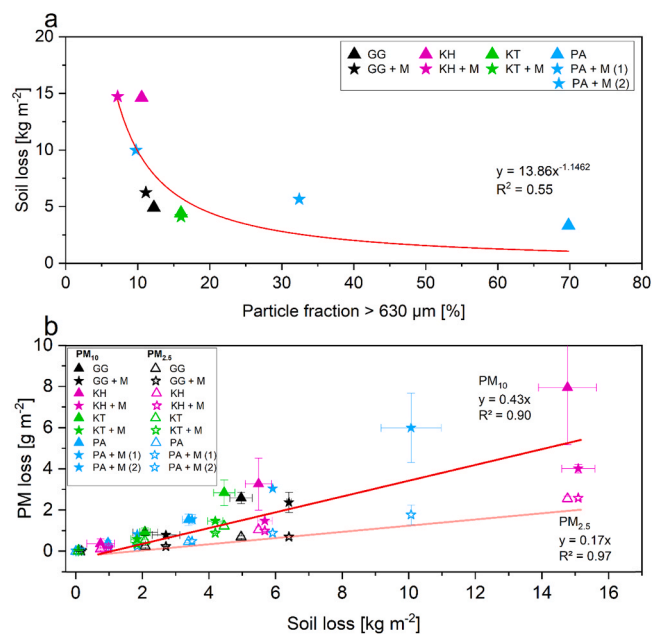 a
Soil loss [kg m⁻²]
20
15
10
5
0
GG KH KT PA
GG + M KH + M KT + M PA + M (1)
PA + M (2)
y = 13.86x⁻¹·¹⁴⁶²
R² = 0.55
0 10 20 30 40 50 60 70 80
Particle fraction > 630 µm [%]
b
PM loss [g m⁻²]
10
8
6
4
2
0
PM₁₀ PM₂.₅
GG GG
GG + M GG + M
KH KH
KH + M KH + M
KT KT
KT + M KT + M
PA PA
PA + M (1) PA + M (1)
PA + M (2) PA + M (2)
PM₁₀
y = 0.43x
R² = 0.90
PM₂.₅
y = 0.17x
R² = 0.97
0 2 4 6 8 10 12 14 16
Soil loss [kg m⁻²]